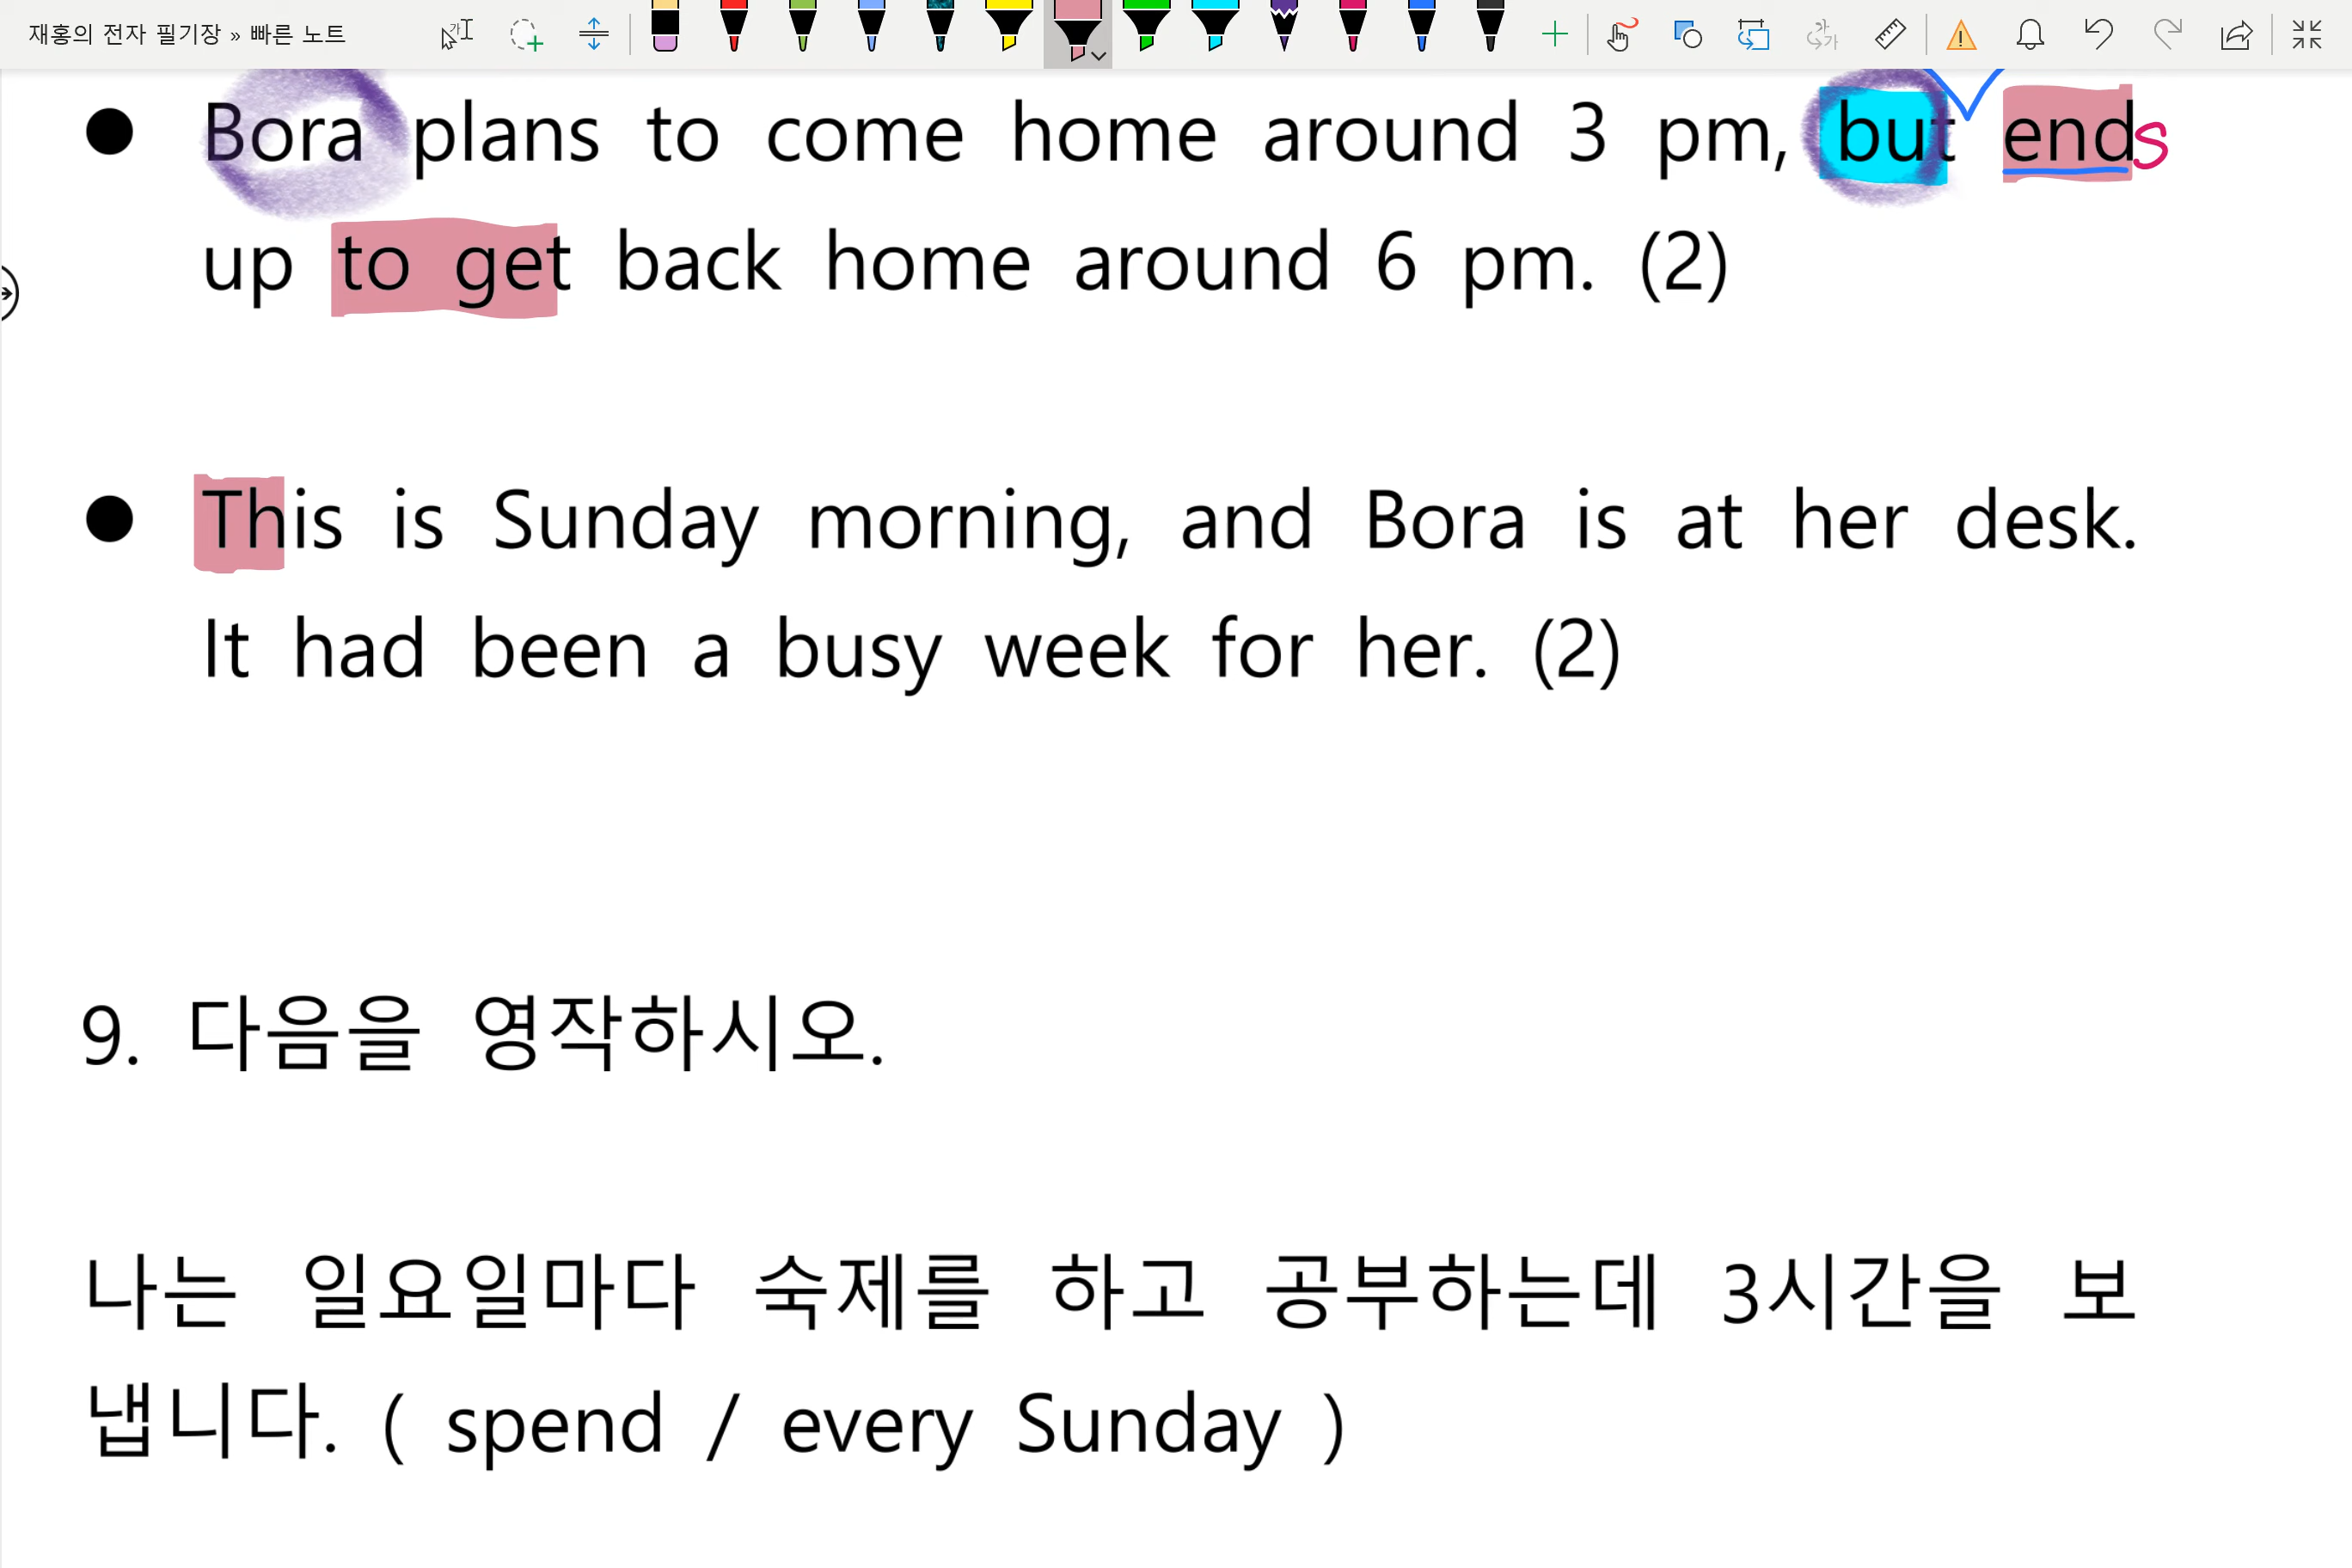 재홍의 전자 필기장 » 빠른 노트
● Bora plans to come home around 3 pm, but ends
up to get back home around 6 pm. (2)
● This is Sunday morning, and Bora is at her desk.
It had been a busy week for her. (2)
9. 다음을 영작하시오.
나는 일요일마다 숙제를 하고 공부하는데 3시간을 보
냅니다. ( spend / every Sunday )